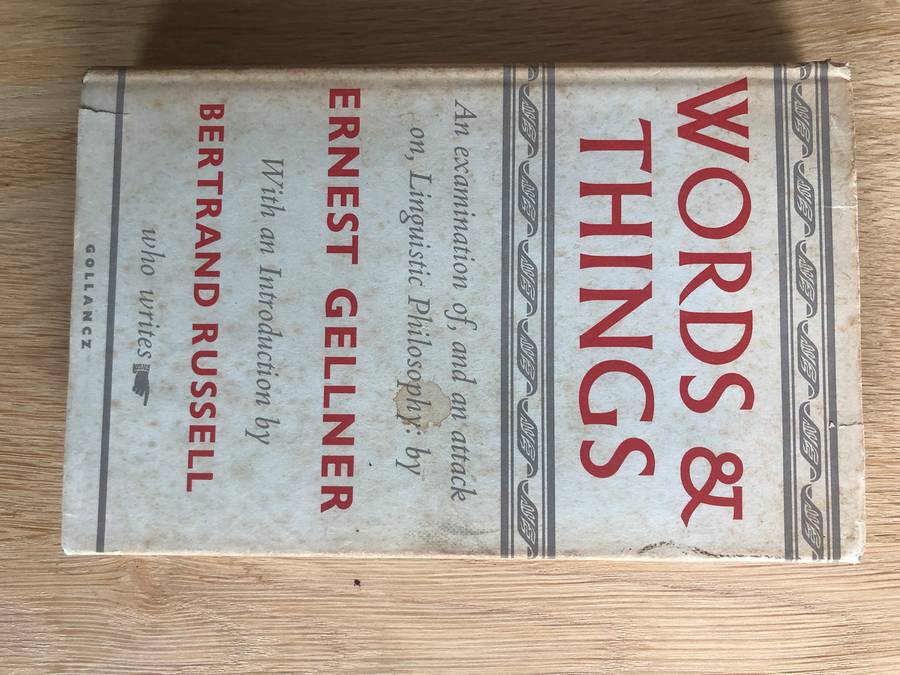 WORDS &
THINGS
An examination of, and an attack
on, Linguistic Philosophy: by
ERNEST GELLNER
With an Introduction by
BERTRAND RUSSELL
who writes
GOLLANCZ